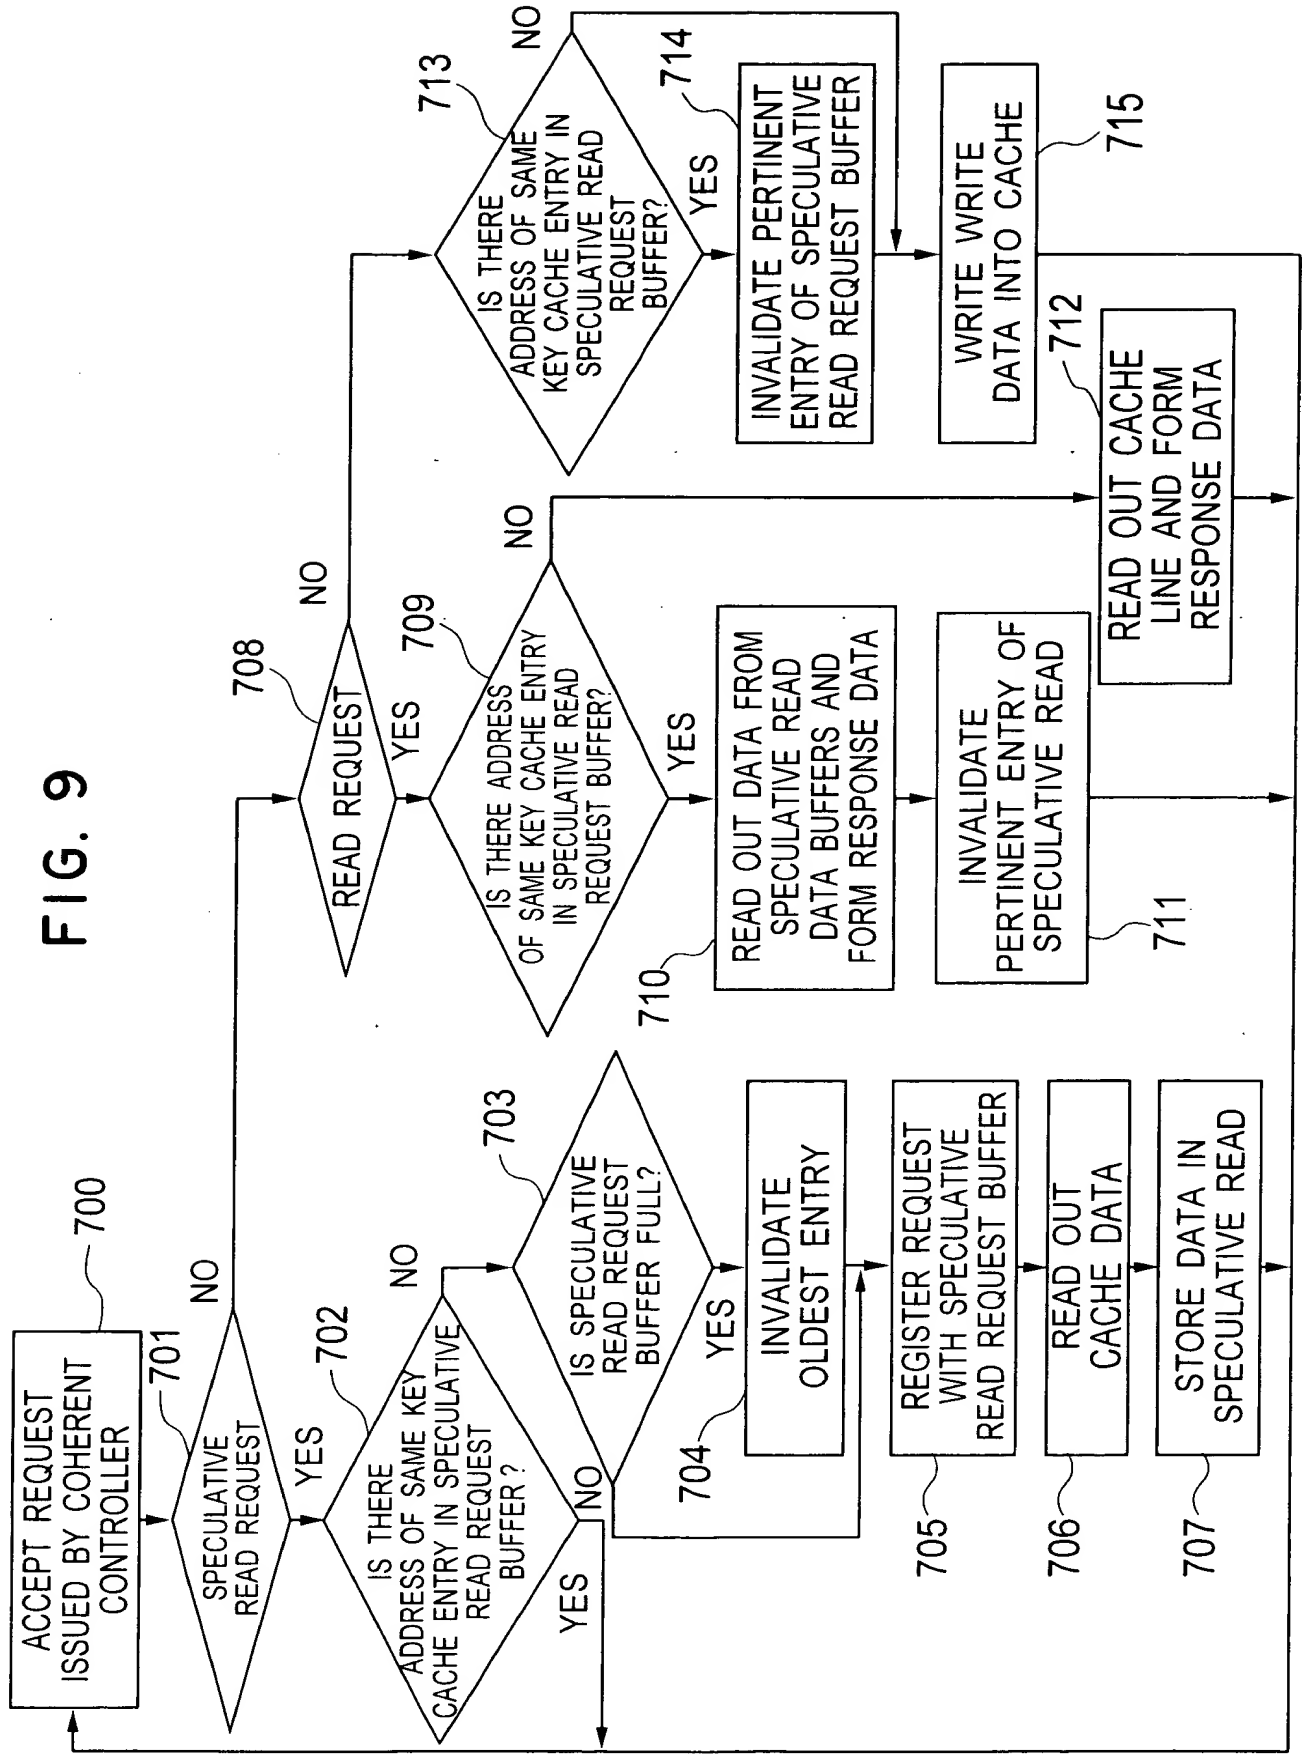 FIG. 9
ACCEPT REQUEST
ISSUED BY COHERENT
CONTROLLER
700
SPECULATIVE
READ REQUEST
701
NO
YES
IS THERE
ADDRESS OF SAME KEY
CACHE ENTRY IN SPECULATIVE
READ REQUEST
BUFFER?
702
NO
YES
IS SPECULATIVE
READ REQUEST
BUFFER FULL?
703
NO
YES
INVALIDATE
OLDEST ENTRY
704
REGISTER REQUEST
WITH SPECULATIVE
READ REQUEST BUFFER
705
READ OUT
CACHE DATA
706
STORE DATA IN
SPECULATIVE READ
707
READ REQUEST
708
NO
YES
IS THERE ADDRESS
OF SAME KEY CACHE ENTRY
IN SPECULATIVE READ
REQUEST BUFFER?
709
NO
YES
READ OUT DATA FROM
SPECULATIVE READ
DATA BUFFERS AND
FORM RESPONSE DATA
710
INVALIDATE
PERTINENT ENTRY OF
SPECULATIVE READ
711
READ OUT CACHE
LINE AND FORM
RESPONSE DATA
712
IS THERE
ADDRESS OF SAME
KEY CACHE ENTRY IN
SPECULATIVE READ
REQUEST
BUFFER?
713
NO
YES
INVALIDATE PERTINENT
ENTRY OF SPECULATIVE
READ REQUEST BUFFER
714
WRITE WRITE
DATA INTO CACHE
715